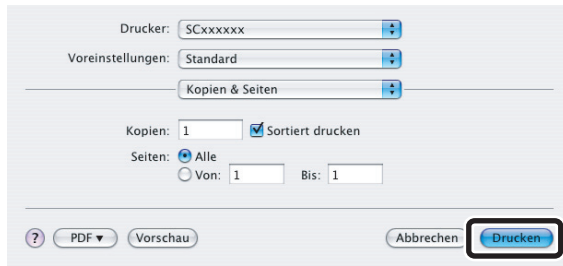 Drucker: SCxxxxxx
Voreinstellungen: Standard
Kopien & Seiten
Kopien: 1 Sortiert drucken
Seiten: Alle
Von: 1 Bis: 1
? PDF ▼ Vorschau Abbrechen Drucken